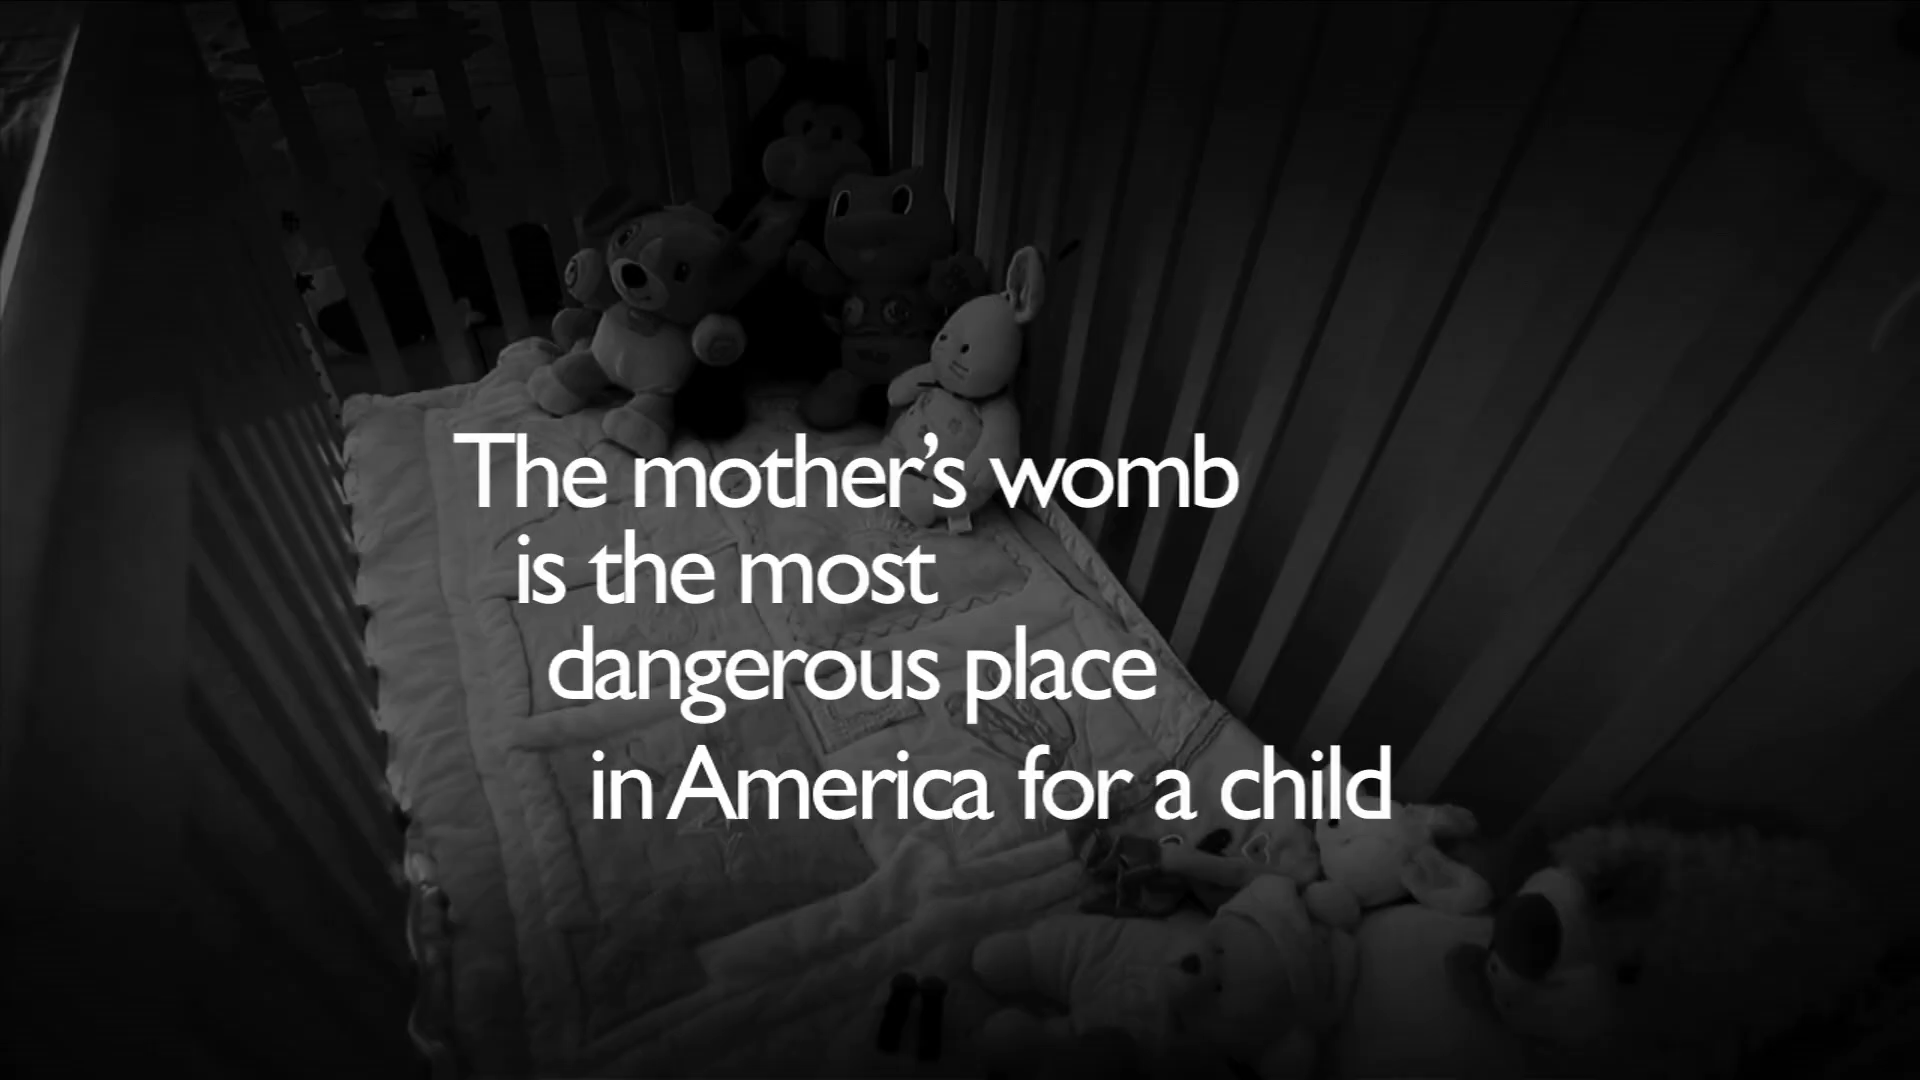 The mother’s womb
is the most
dangerous place
in America for a child